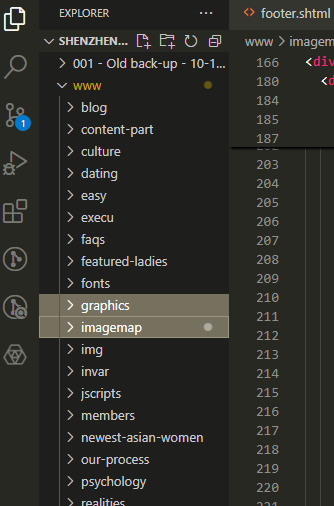 EXPLORER
footer.shtml
SHENZHEN...
www > imagem
001 - Old back-up - 10-1...
www
blog
content-part
culture
dating
easy
execu
faqs
featured-ladies
fonts
graphics
imagemap
img
invar
jscripts
members
newest-asian-women
our-process
psychology
realities
1
166 <div
180 <d
184
185
187
203
204
205
206
207
208
209
210
211
212
213
214
215
216
217
218
219
220
221